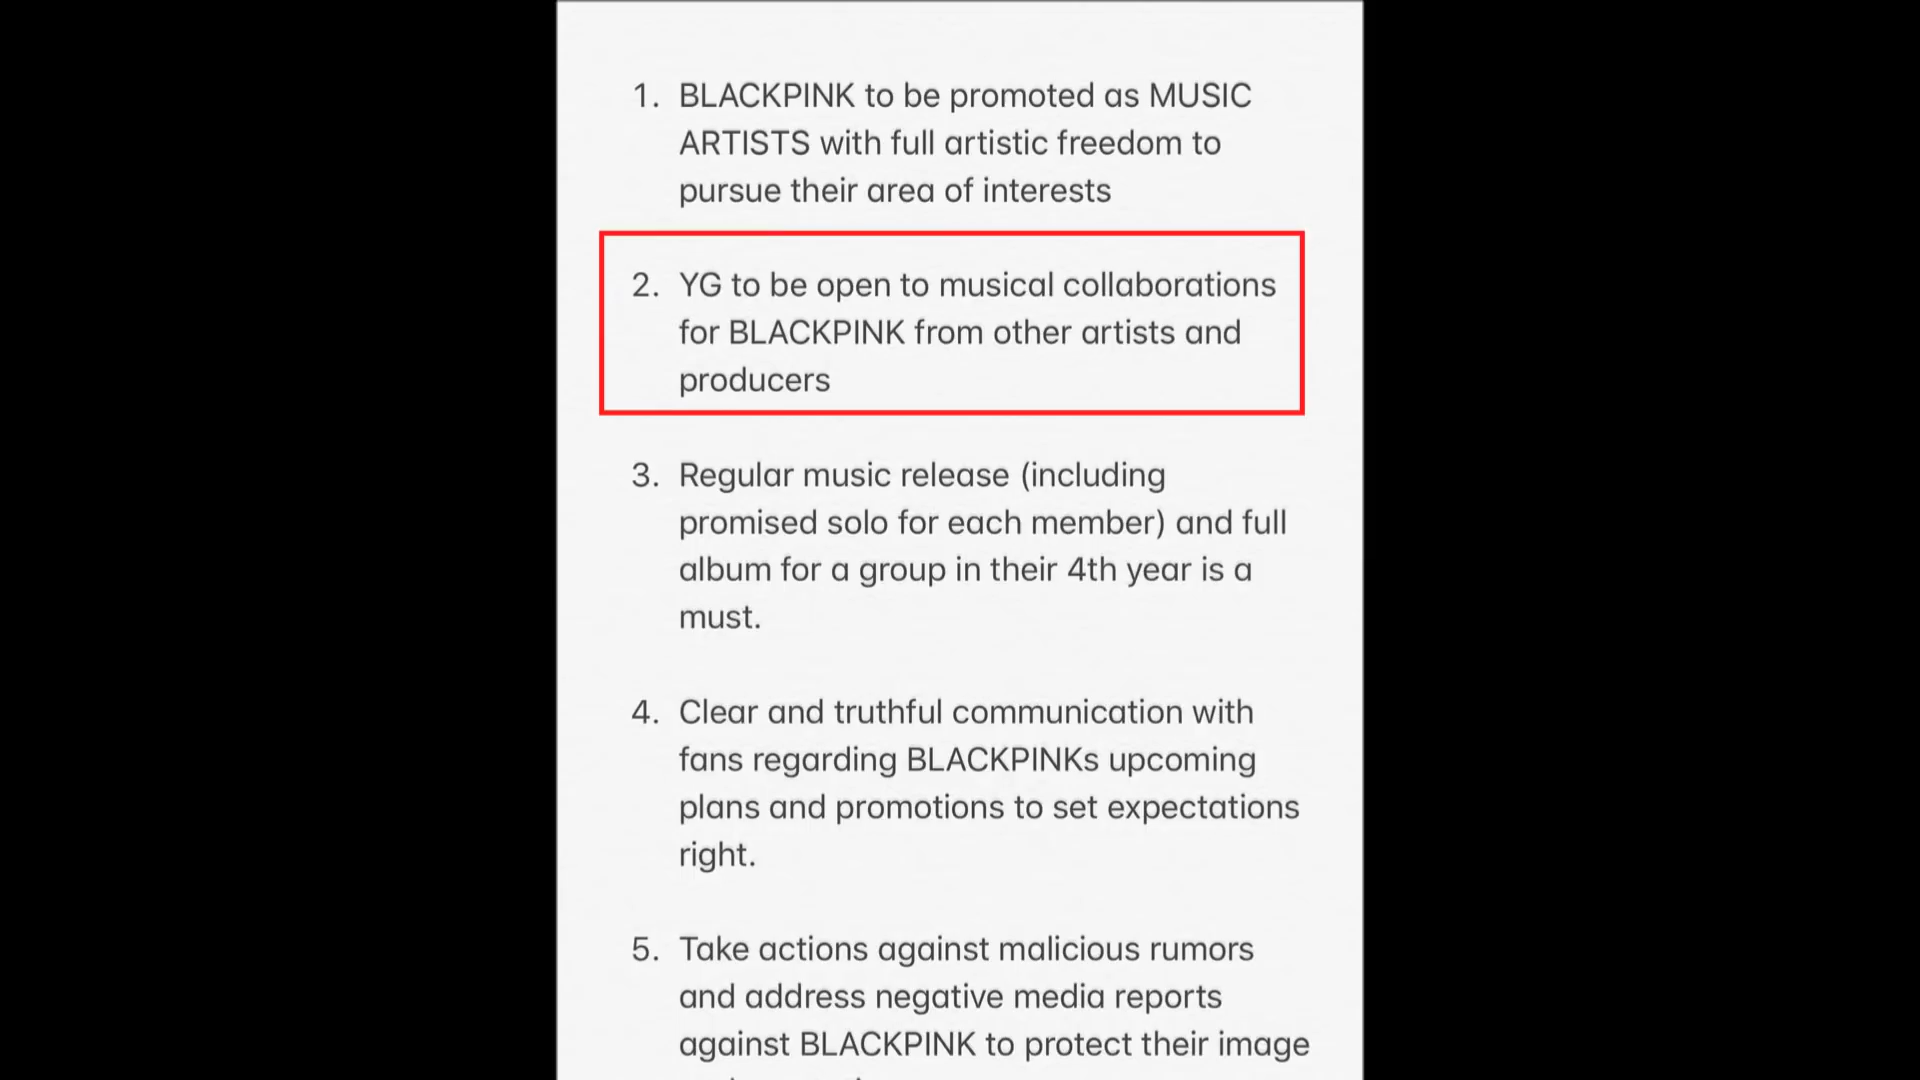 1. BLACKPINK to be promoted as MUSIC
ARTISTS with full artistic freedom to
pursue their area of interests
2. YG to be open to musical collaborations
for BLACKPINK from other artists and
producers
3. Regular music release (including
promised solo for each member) and full
album for a group in their 4th year is a
must.
4. Clear and truthful communication with
fans regarding BLACKPINKs upcoming
plans and promotions to set expectations
right.
5. Take actions against malicious rumors
and address negative media reports
against BLACKPINK to protect their image